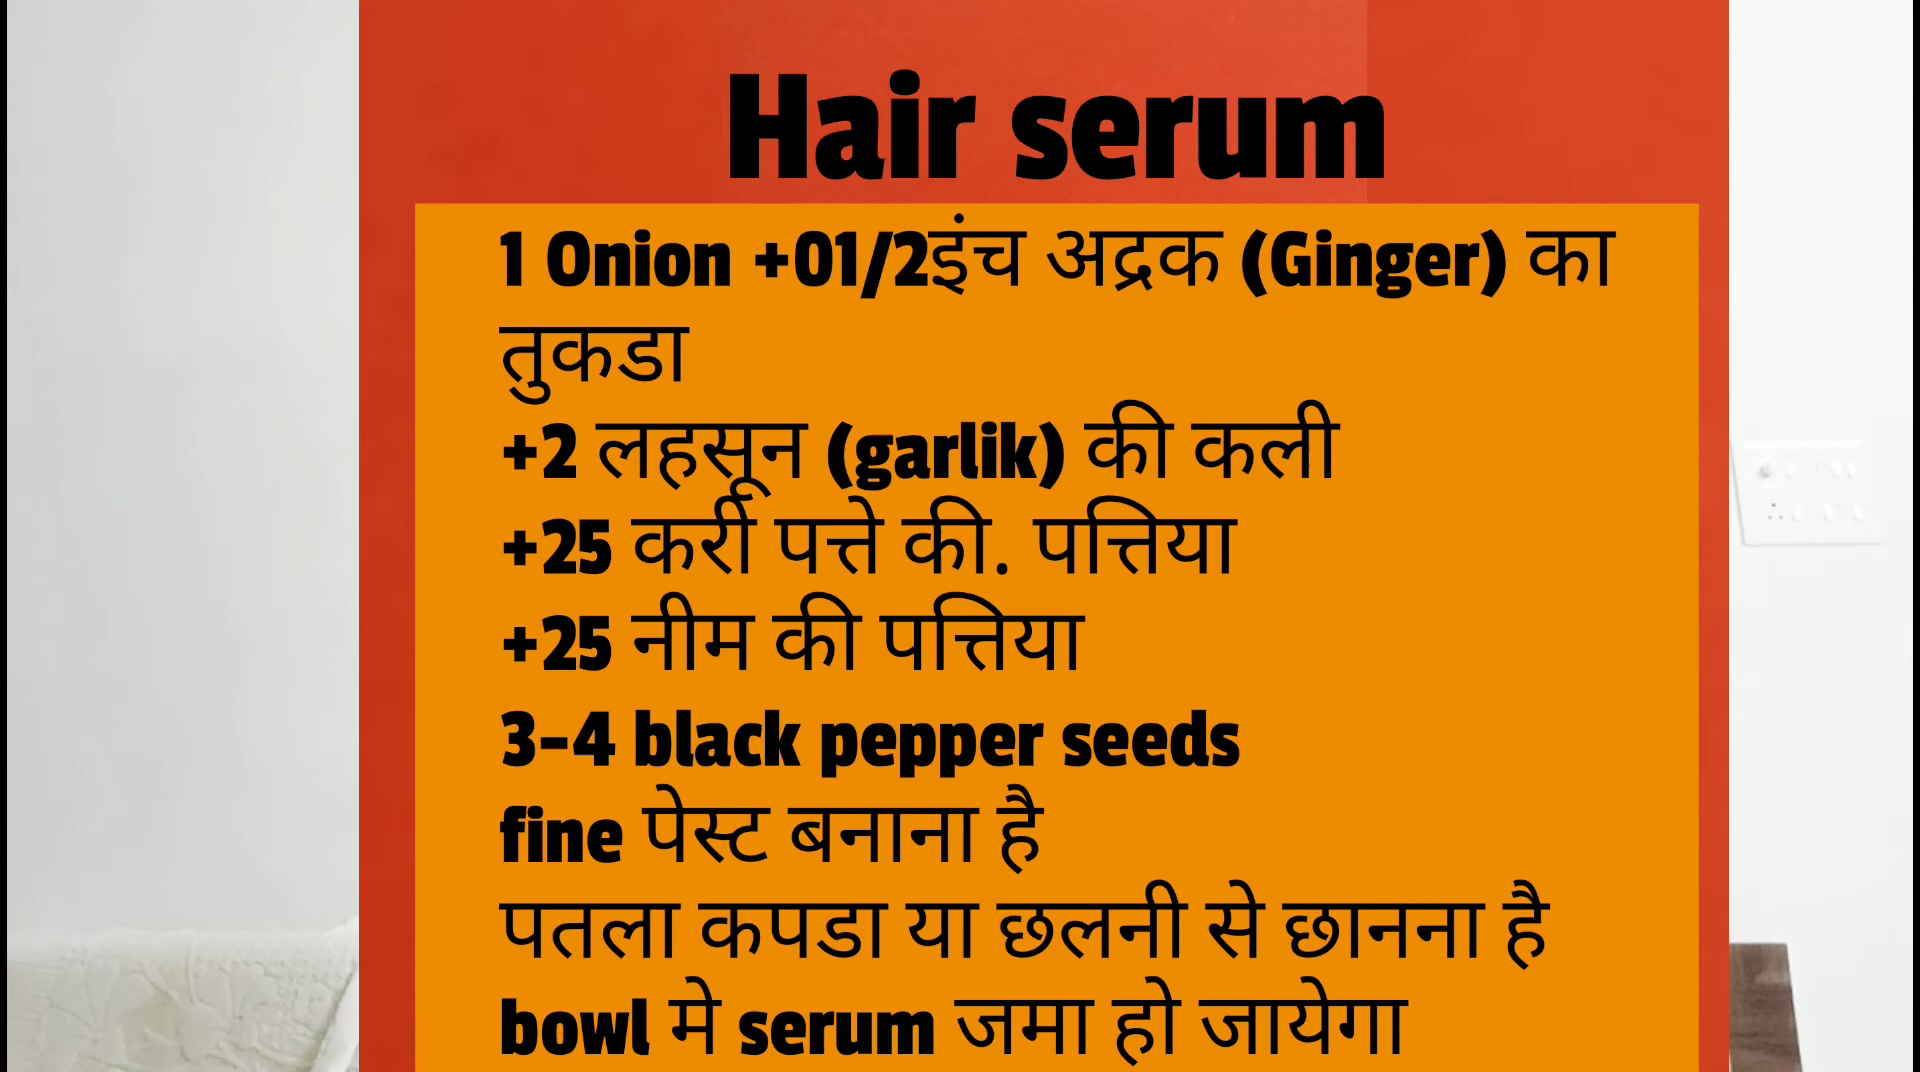 Hair serum
1 Onion +01/2इंच अद्रक (Ginger) का
तुकडा
+2 लहसून (garlik) की कली
+25 करी पत्ते की. पत्तिया
+25 नीम की पत्तिया
3-4 black pepper seeds
fine पेस्ट बनाना है
पतला कपडा या छलनी से छानना है
bowl मे serum जमा हो जायेगा